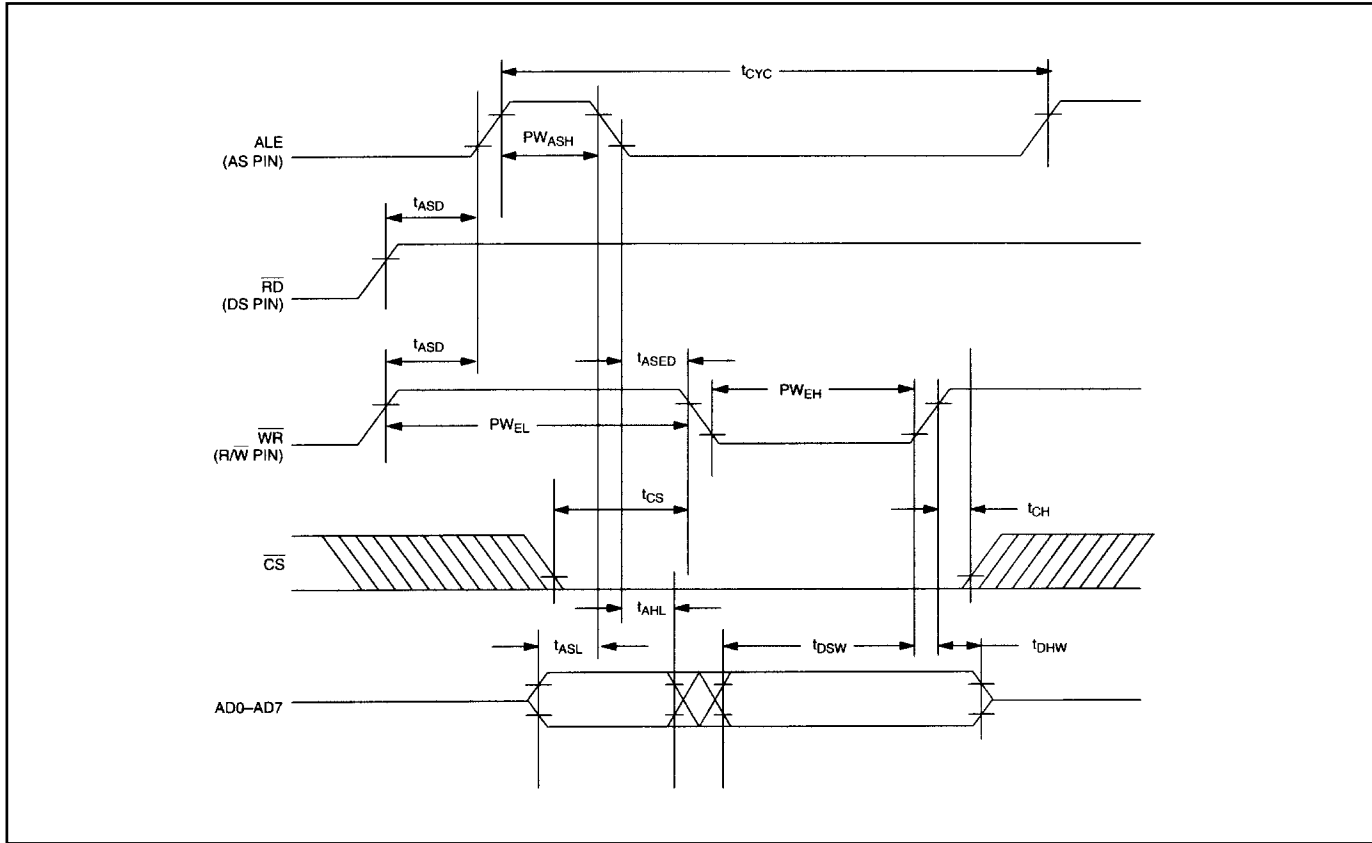 tCYC
ALE
(AS PIN)
PWASH
tASD
RD
(DS PIN)
tASD
tASED
WR
(R/W PIN)
PWEL
PWEH
tCS
tCH
CS
tAHL
tASL
tDSW
tDHW
AD0–AD7